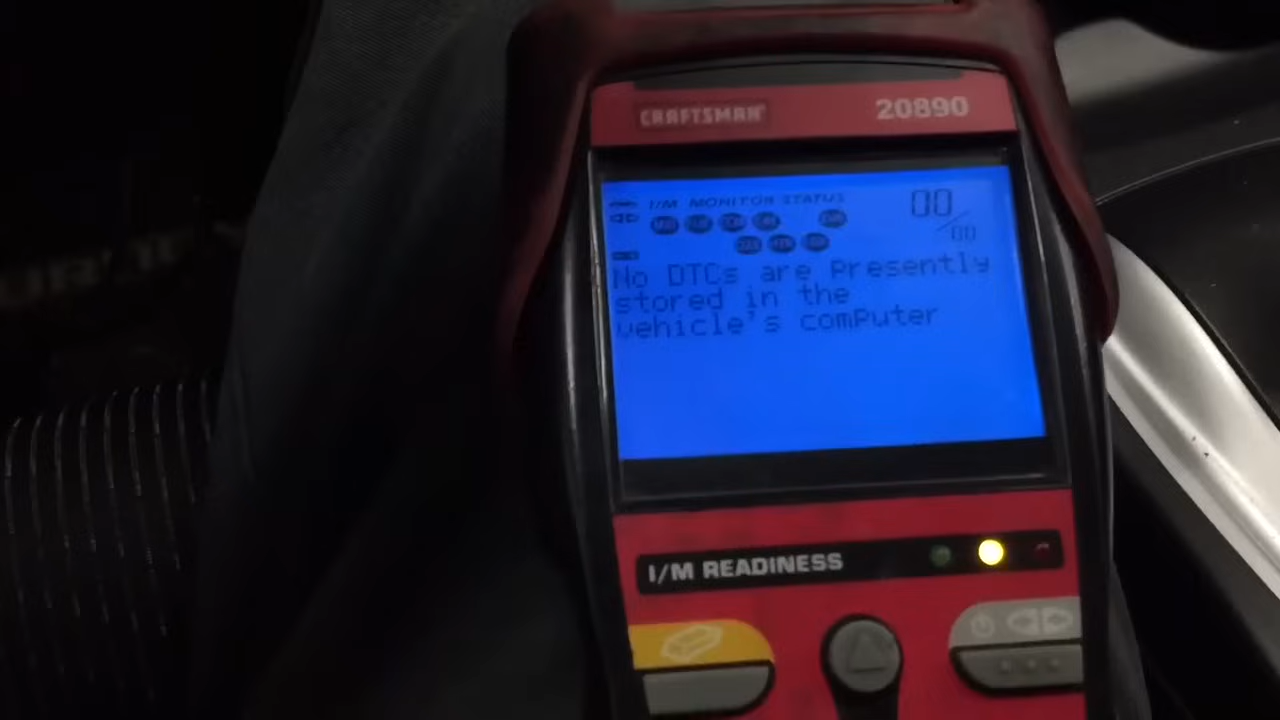 CRAFTSMAN
20890
I/M MONITOR STATUS
00/00
No DTCs are Presently
stored in the
vehicle's comPuter
I/M READINESS